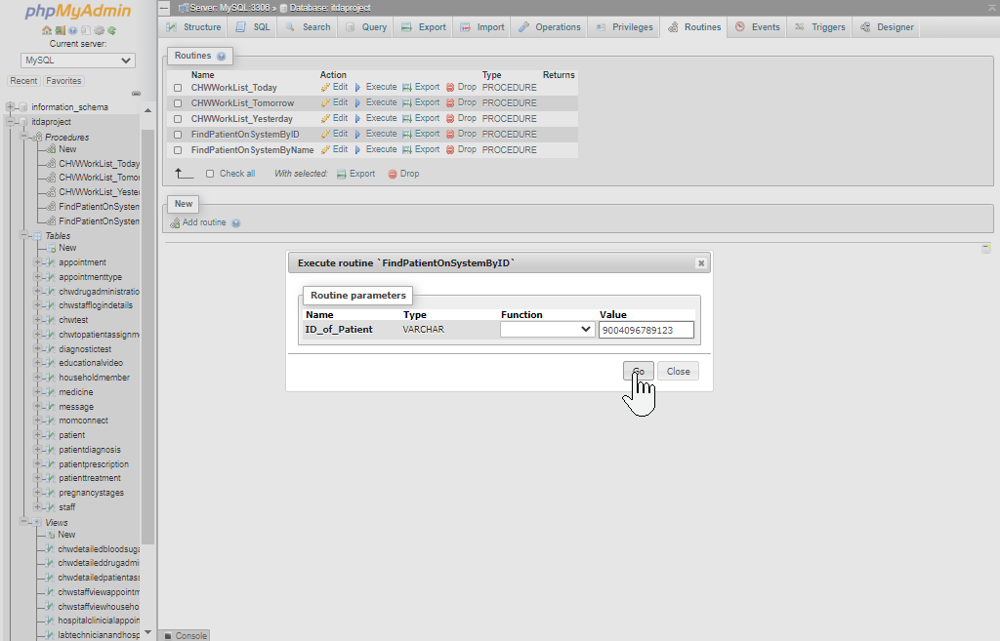 phpMyAdmin
Current server:
MySQL
Recent Favorites
information_schema
itdaproject
Procedures
New
CHWWorkList_Today
CHWWorkList_Tomor
CHWWorkList_Yester
FindPatientOnSystem
FindPatientOnSystem
Tables
New
appointment
appointmenttype
chwdrugadministratio
chwstafflogindetails
chwtest
chwtopatientassignm
diagnostictest
educationalvideo
householdmember
medicine
message
momconnect
patient
patientdiagnosis
patientprescription
patienttreatment
pregnancystages
staff
Views
New
chwdetailedbloodsuga
chwdetaileddrugadmi
chwdetailedpatientass
chwstaffviewappointm
chwstaffviewhouseho
hospitalclinicialappoin
labtechnicianandhosp
Server: MySQL:3306 » Database: itdaproject
Structure SQL Search Query Export Import Operations Privileges Routines Events Triggers Designer
Routines
Name Action Type Returns
CHWWorkList_Today Edit Execute Export Drop PROCEDURE
CHWWorkList_Tomorrow Edit Execute Export Drop PROCEDURE
CHWWorkList_Yesterday Edit Execute Export Drop PROCEDURE
FindPatientOnSystemByID Edit Execute Export Drop PROCEDURE
FindPatientOnSystemByName Edit Execute Export Drop PROCEDURE
Check all With selected: Export Drop
New
Add routine
Execute routine `FindPatientOnSystemByID`
Routine parameters
Name Type Function Value
ID_of_Patient VARCHAR 9004096789123
Go Close
Console